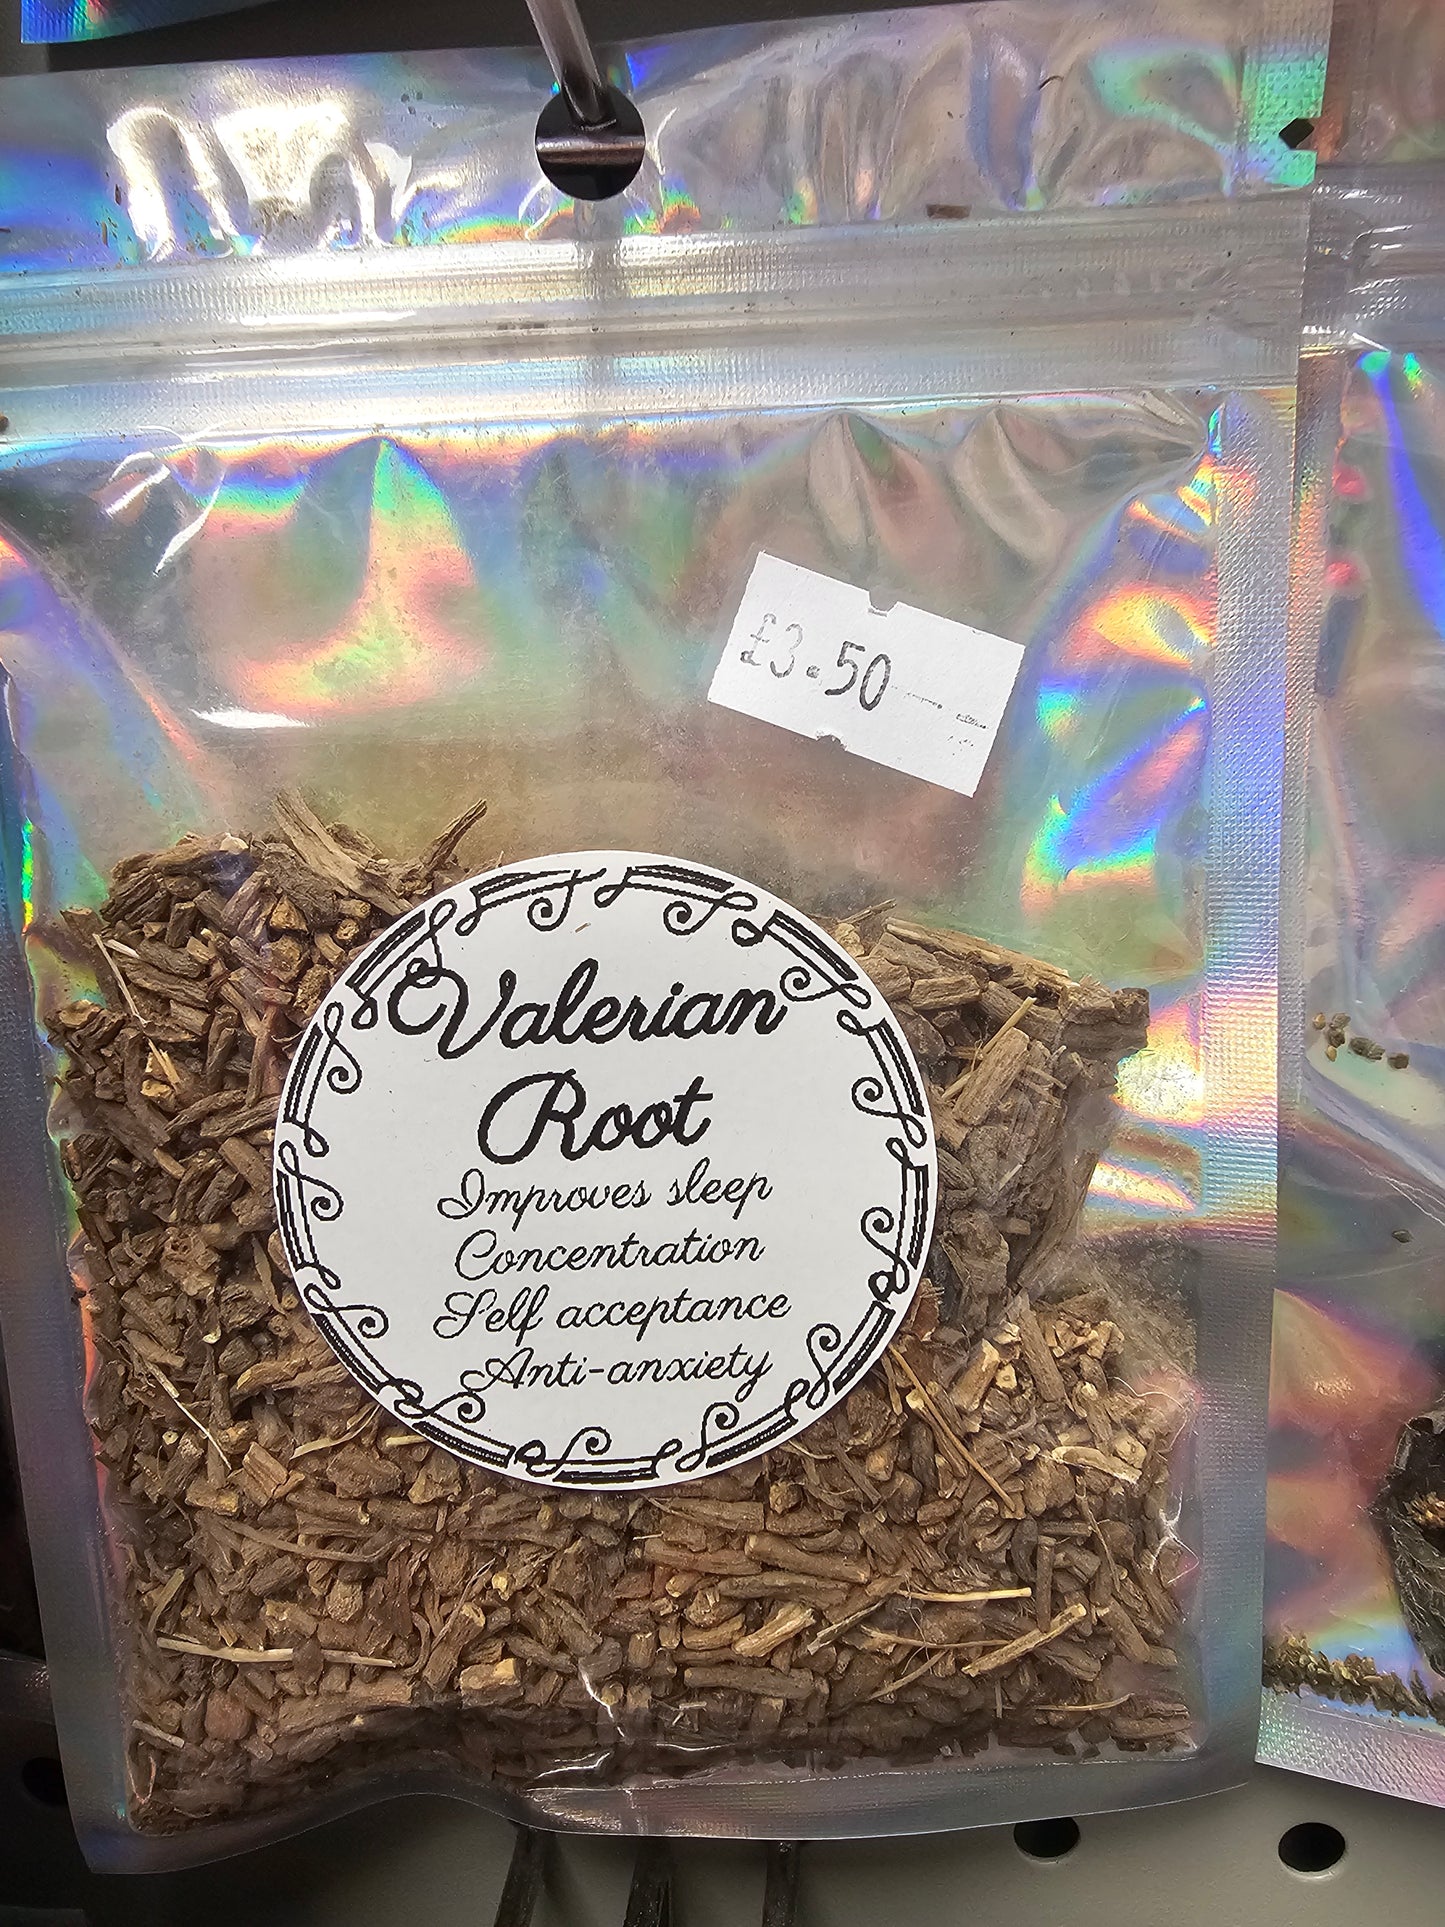 £3.50
Valerian
Root
Improves sleep
Concentration
Self acceptance
Anti-anxiety